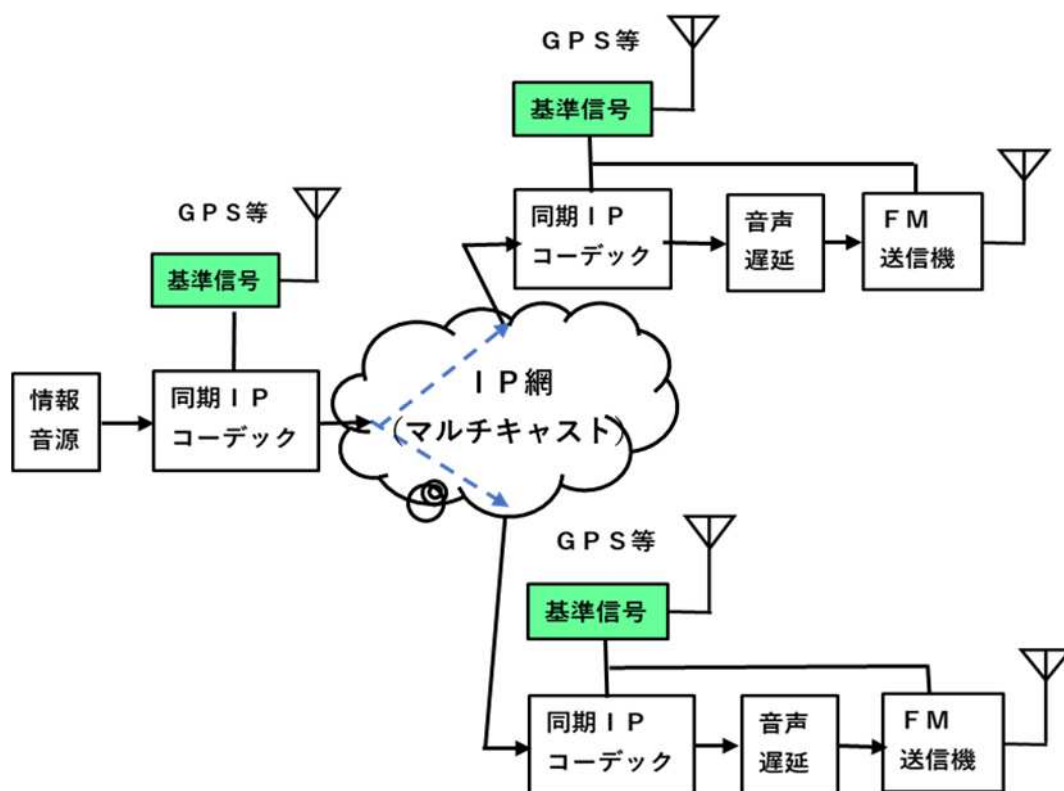 ＧＰＳ等
基準信号
同期ＩＰ
コーデック
音声
遅延
ＦＭ
送信機
ＧＰＳ等
基準信号
情報
音源
同期ＩＰ
コーデック
ＩＰ網
（マルチキャスト）
ＧＰＳ等
基準信号
同期ＩＰ
コーデック
音声
遅延
ＦＭ
送信機